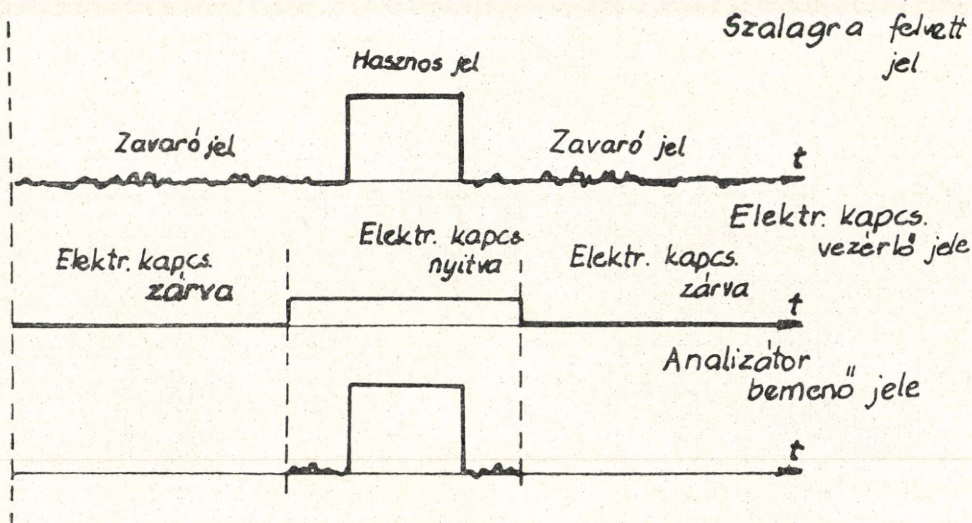 Szalagra felvett
jel
Hasznos jel
Zavaró jel
Zavaró jel
t
Elektr. kapcs.
vezérlő jele
Elektr. kapcs.
zárva
Elektr. kapcs
nyitva
Elektr. kapcs.
zárva
t
Analizátor
bemenő jele
t